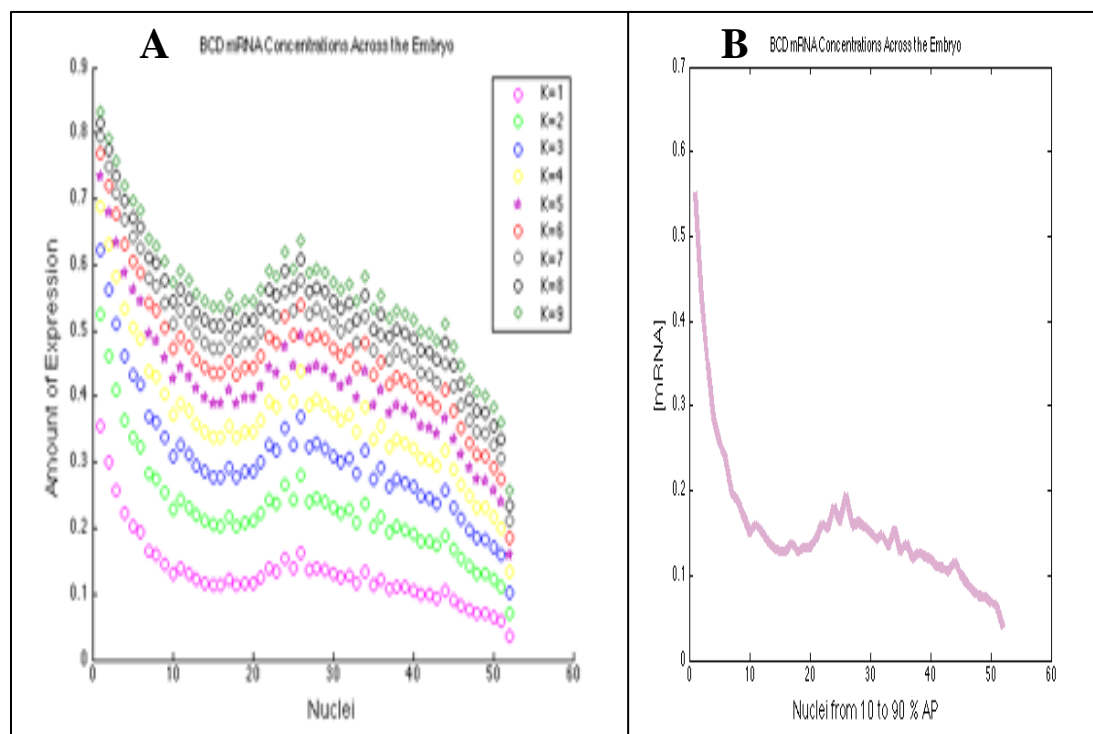 A
BCD mRNA Concentrations Across the Embryo
0.9
0.8
0.7
0.6
0.5
0.4
0.3
0.2
0.1
0
Amount of Expression
K=1
K=2
K=3
K=4
K=5
K=6
K=7
K=8
K=9
0 10 20 30 40 50 60
Nuclei
B
BCD mRNA Concentrations Across the Embryo
0.7
0.6
0.5
0.4
0.3
0.2
0.1
0
[mRNA]
0 10 20 30 40 50 60
Nuclei from 10 to 90 % AP